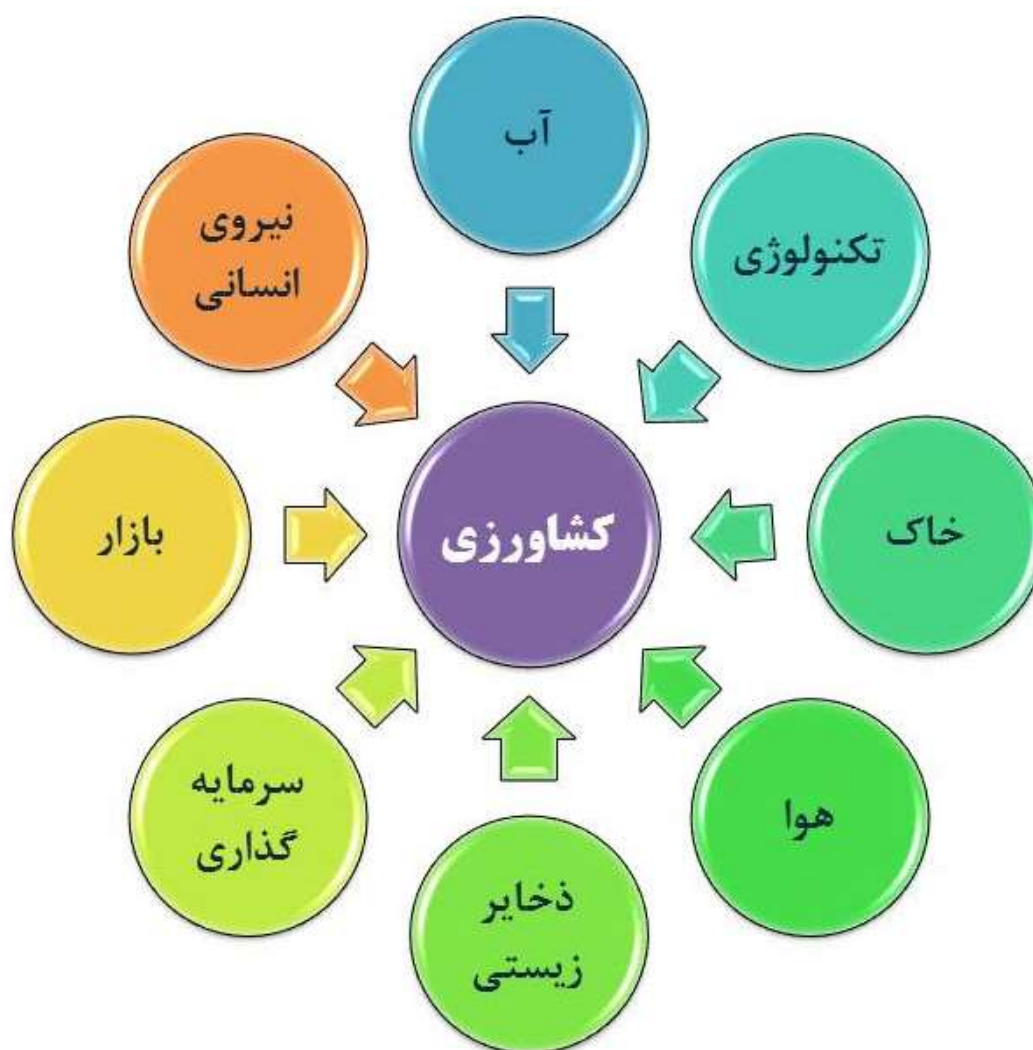 آب
تکنولوژی
خاک
هوا
ذخایر
زیستی
سرمایه
گذاری
بازار
نیروی
انسانی
کشاورزی